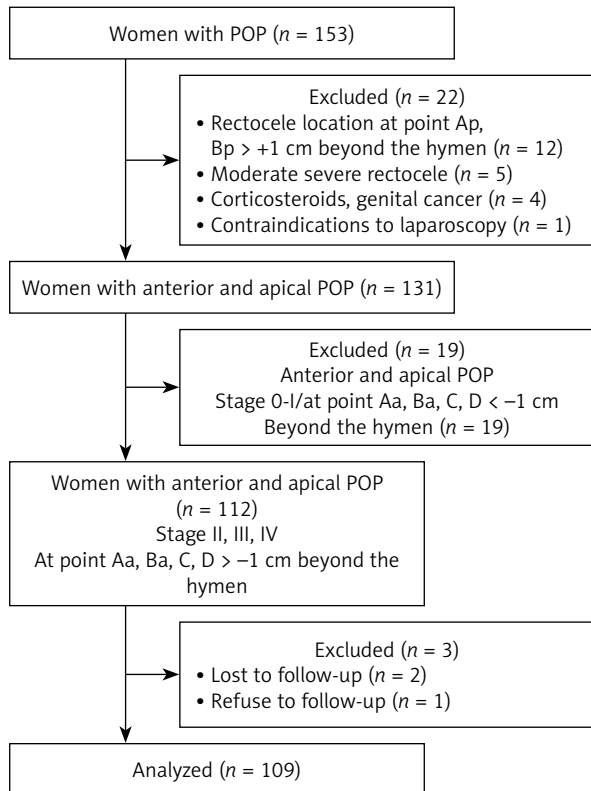 Women with POP (n = 153)
Excluded (n = 22)
• Rectocele location at point Ap,
Bp > +1 cm beyond the hymen (n = 12)
• Moderate severe rectocele (n = 5)
• Corticosteroids, genital cancer (n = 4)
• Contraindications to laparoscopy (n = 1)
Women with anterior and apical POP (n = 131)
Excluded (n = 19)
Anterior and apical POP
Stage 0-I/at point Aa, Ba, C, D < –1 cm
Beyond the hymen (n = 19)
Women with anterior and apical POP
(n = 112)
Stage II, III, IV
At point Aa, Ba, C, D > –1 cm beyond the
hymen
Excluded (n = 3)
• Lost to follow-up (n = 2)
• Refuse to follow-up (n = 1)
Analyzed (n = 109)